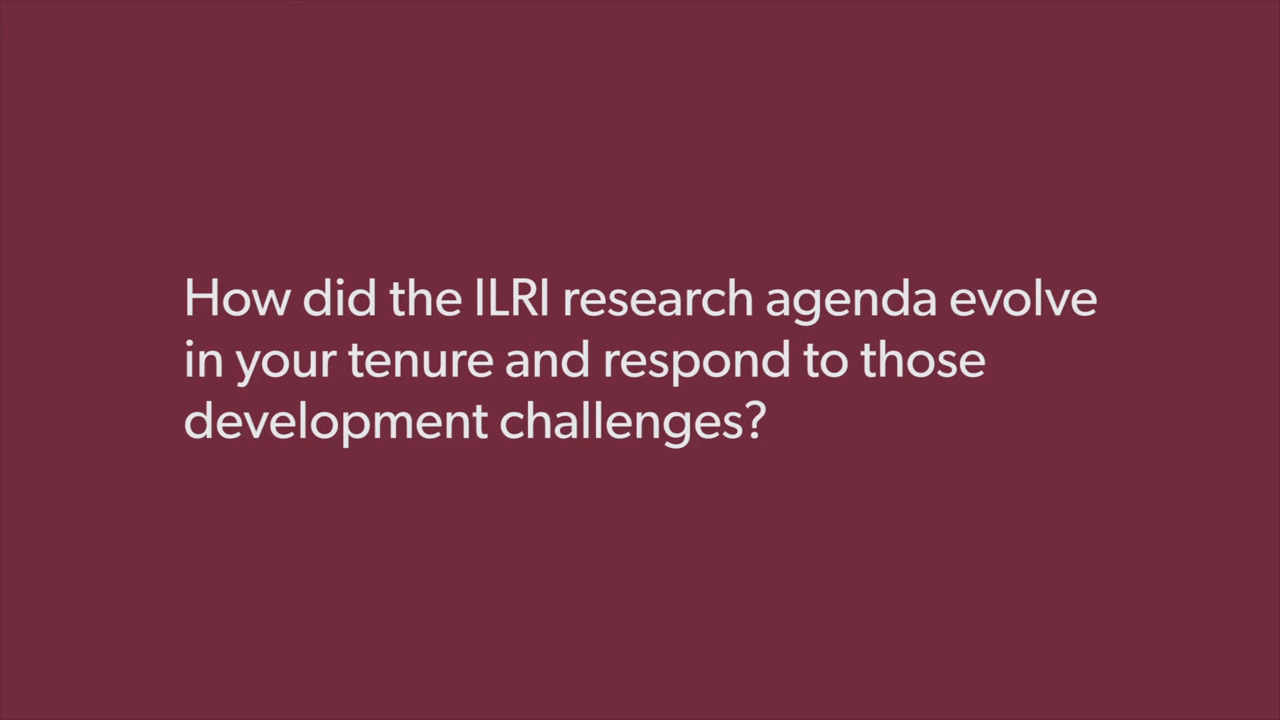 How did the ILRI research agenda evolve
in your tenure and respond to those
development challenges?